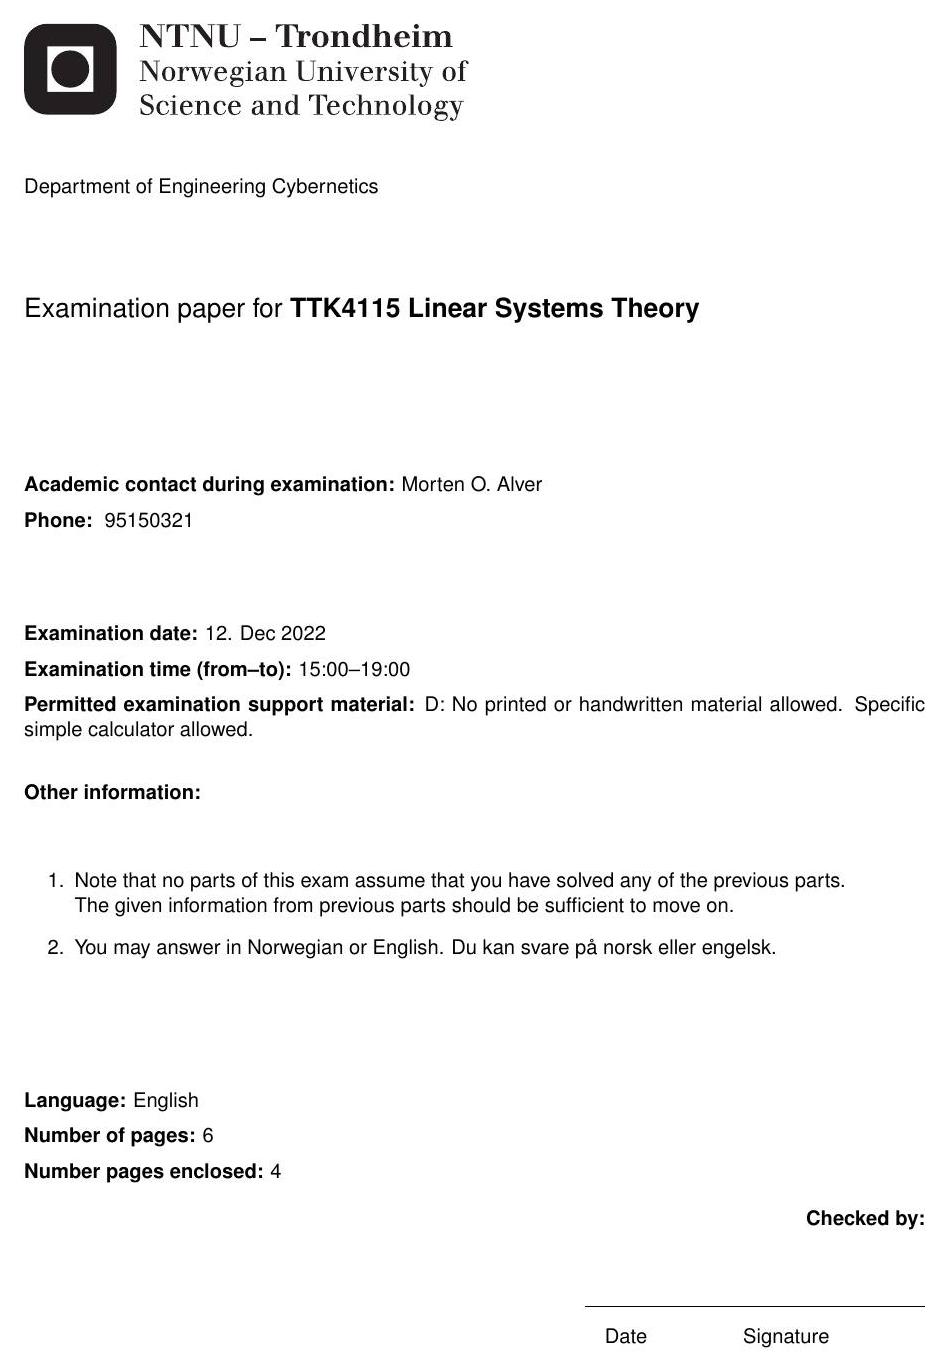 NTNU – Trondheim
Norwegian University of
Science and Technology
Department of Engineering Cybernetics
Examination paper for TTK4115 Linear Systems Theory
Academic contact during examination: Morten O. Alver
Phone: 95150321
Examination date: 12. Dec 2022
Examination time (from–to): 15:00–19:00
Permitted examination support material: D: No printed or handwritten material allowed. Specific
simple calculator allowed.
Other information:
1. Note that no parts of this exam assume that you have solved any of the previous parts.
The given information from previous parts should be sufficient to move on.
2. You may answer in Norwegian or English. Du kan svare på norsk eller engelsk.
Language: English
Number of pages: 6
Number pages enclosed: 4
Checked by:
Date Signature